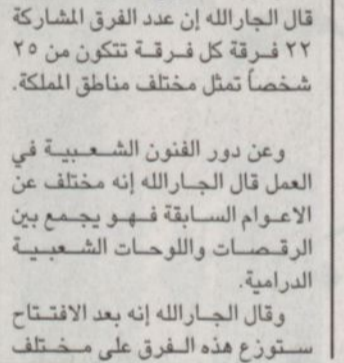 قال الجارالله إن عدد الفرق المشاركة
٢٢ فرقة كل فرقة تتكون من ٢٥
شخصاً تمثل مختلف مناطق المملكة.
وعن دور الفنون الشعبية في
العمل قال الجارالله إنه مختلف عن
الاعوام السابقة فهو يجمع بين
الرقصات واللوحات الشعبية
الدرامية.
وقال الجارالله إنه بعد الافتتاح
ستوزع هذه الفرق على مختلف